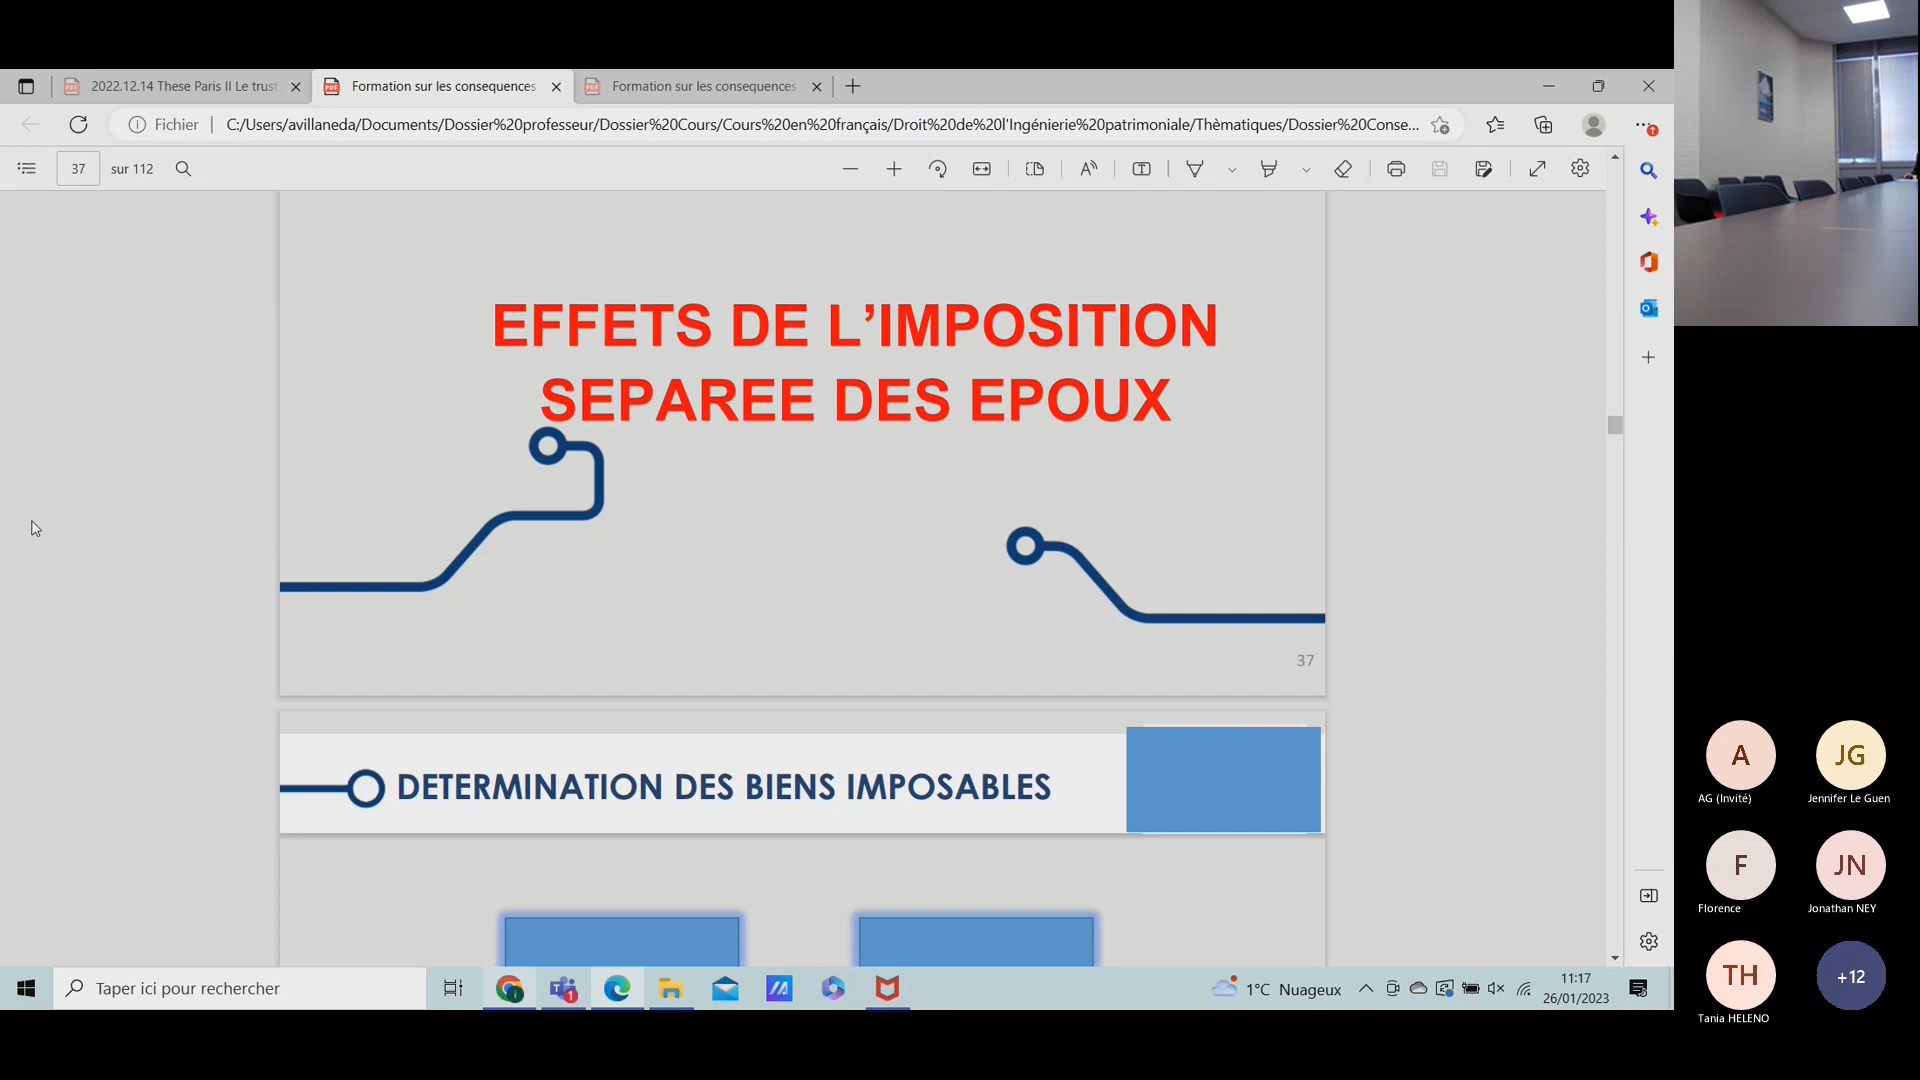 2022.12.14 These Paris II Le trust
Formation sur les consequences
Formation sur les consequences
Fichier
C:/Users/avillaneda/Documents/Dossier%20professeur/Dossier%20Cours/Cours%20en%20français/Droit%20de%20l'Ingénierie%20patrimoniale/Thèmatiques/Dossier%20Conse...
37 sur 112
EFFETS DE L’IMPOSITION
SEPAREE DES EPOUX
37
DETERMINATION DES BIENS IMPOSABLES
Taper ici pour rechercher
1
1°C Nuageux
11:17
26/01/2023
A
AG (Invité)
JG
Jennifer Le Guen
F
Florence
JN
Jonathan NEY
TH
Tania HELENO
+12